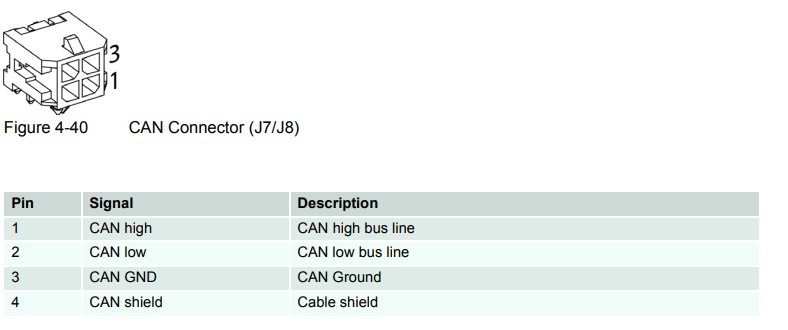 3
1
Figure 4-40 CAN Connector (J7/J8)
Pin Signal Description
1 CAN high CAN high bus line
2 CAN low CAN low bus line
3 CAN GND CAN Ground
4 CAN shield Cable shield